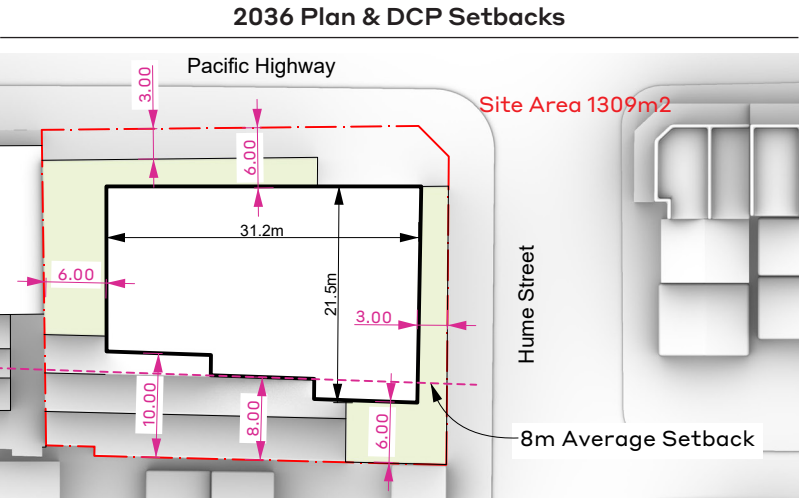 2036 Plan & DCP Setbacks
Pacific Highway
3.00
Site Area 1309m2
6.00
31.2m
6.00
21.5m
3.00
Hume Street
10.00
8.00
6.00
8m Average Setback